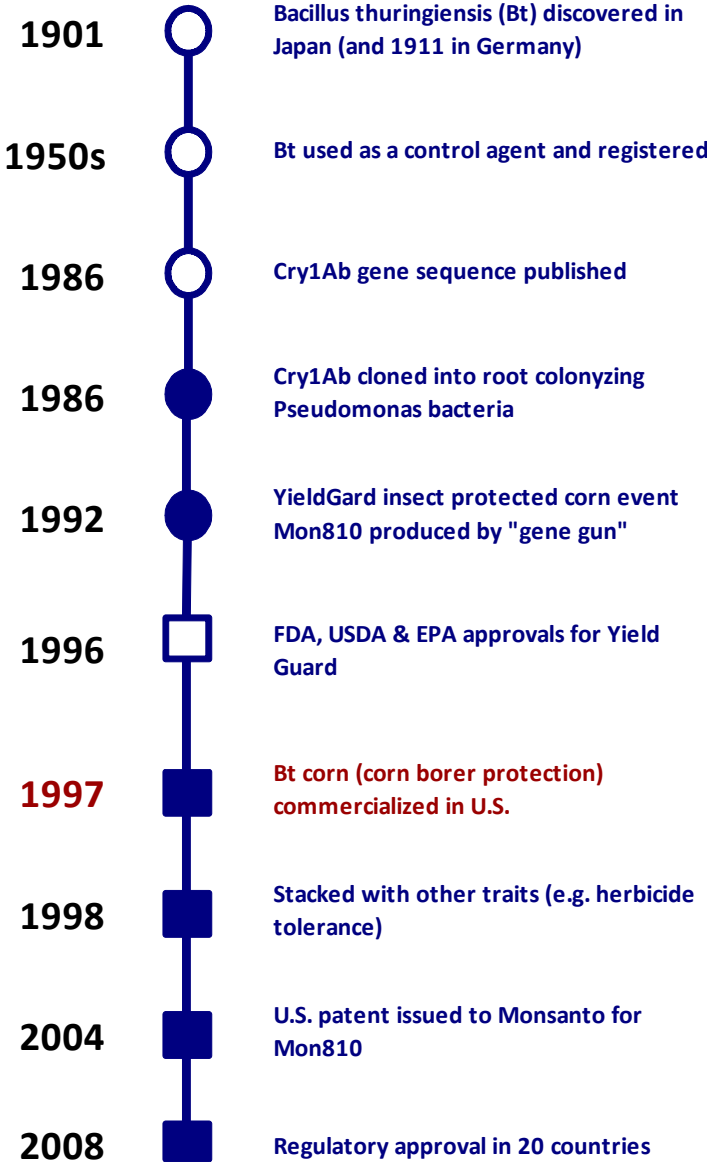 1901
Bacillus thuringiensis (Bt) discovered in
Japan (and 1911 in Germany)
1950s
Bt used as a control agent and registered
1986
Cry1Ab gene sequence published
1986
Cry1Ab cloned into root colonyzing
Pseudomonas bacteria
1992
YieldGard insect protected corn event
Mon810 produced by "gene gun"
1996
FDA, USDA & EPA approvals for Yield
Guard
1997
Bt corn (corn borer protection)
commercialized in U.S.
1998
Stacked with other traits (e.g. herbicide
tolerance)
2004
U.S. patent issued to Monsanto for
Mon810
2008
Regulatory approval in 20 countries